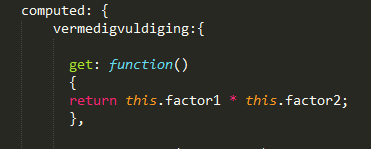 computed: {
vermedigvuldiging:{
get: function()
{
return this.factor1 * this.factor2;
},